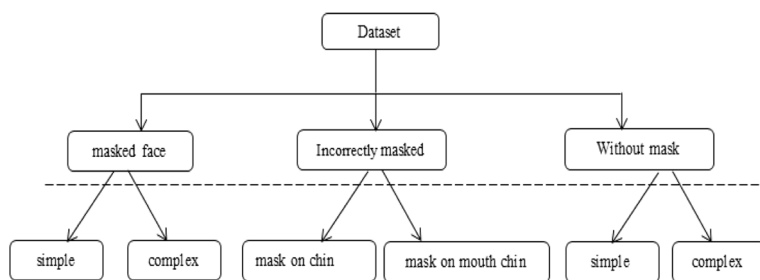 Dataset
masked face
Incorrectly masked
Without mask
simple
complex
mask on chin
mask on mouth chin
simple
complex